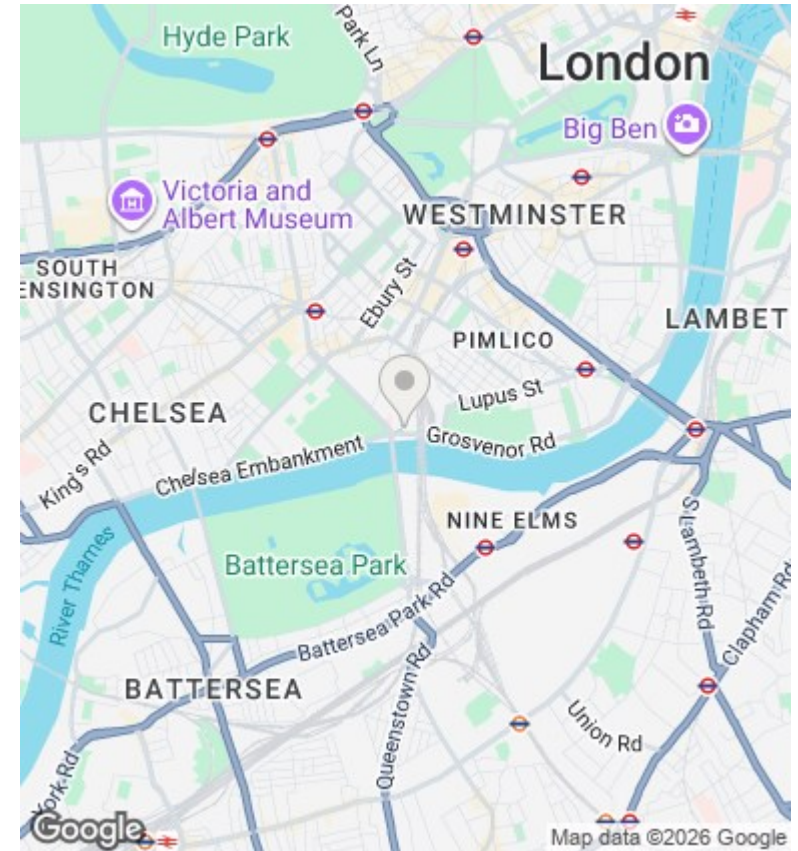 Hyde Park
Park Ln
London
Big Ben
Victoria and
Albert Museum
WESTMINSTER
SOUTH
ENSINGTON
Ebury St
PIMLICO
LAMBET
Lupus St
CHELSEA
Grosvenor Rd
King's Rd
Chelsea Embankment
NINE ELMS
S Lambeth Rd
River Thames
Battersea Park
Clapham Rd
Battersea Park Rd
BATTERSEA
Queenstown Rd
Union Rd
York Rd
Google
Map data ©2026 Google